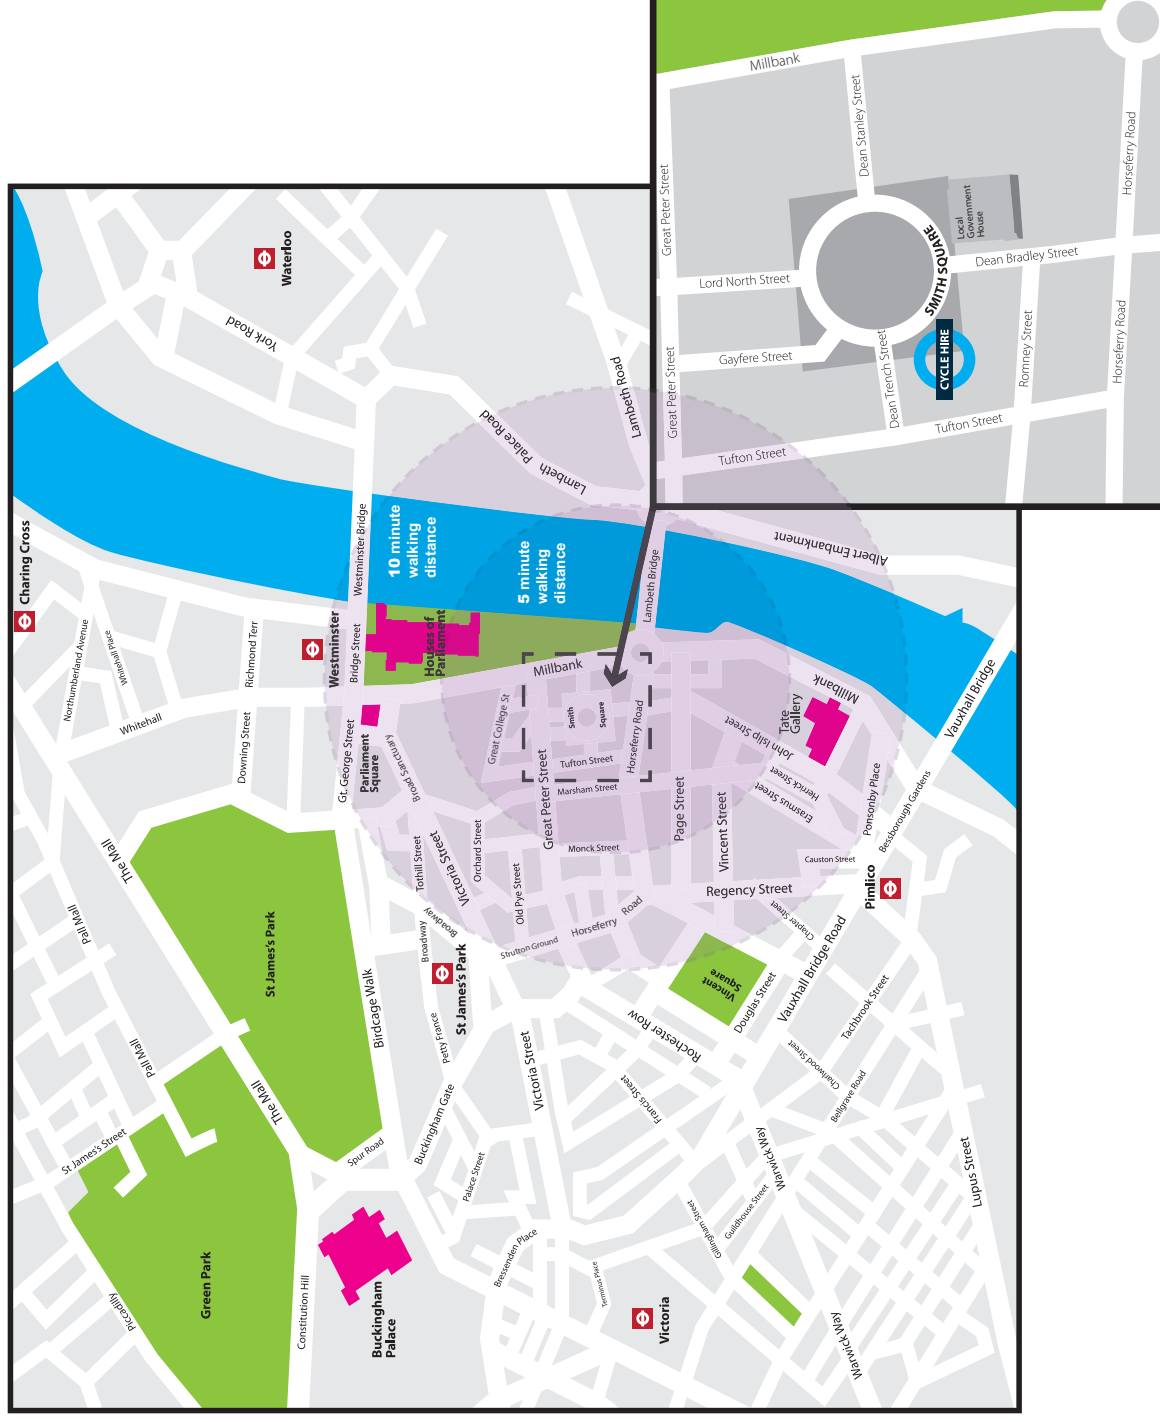 Millbank
Dean Stanley Street
Horseferry Road
Great Peter Street
Local
Government
House
SMITH SQUARE
Dean Bradley Street
Lord North Street
Gayfere Street
Dean Trench Street
CYCLE HIRE
Romney Street
Horseferry Road
Great Peter Street
Tufton Street
Tufton Street
Waterloo
York Road
Lambeth Road
Lambeth
Palace Road
Charing Cross
Westminster Bridge
10 minute
walking
distance
5 minute
walking
distance
Albert Embankment
Lambeth Bridge
Northumberland Avenue
Whitehall Place
Richmond Terr
Westminster
Bridge Street
Houses of
Parliament
Millbank
Millbank
Vauxhall Bridge
Whitehall
Downing Street
Gt. George Street
Parliament
Square
Broad Sanctuary
Great College St
Smith
Square
Horseferry Road
Tufton Street
Tate
Gallery
John Islip Street
Marsham Street
Great Peter Street
Page Street
Vincent Street
Herrick Street
Erasmus Street
Ponsonby Place
Bessborough Gardens
The Mall
Pall Mall
St James's Park
Tothill Street
Victoria Street
Orchard Street
Old Pye Street
Monck Street
Causton Street
Regency Street
Pimlico
Broadway
Broadway
Strutton Ground
Horseferry
Road
Chapter Street
Vauxhall Bridge Road
St James's Park
Birdcage Walk
Vincent
Square
Douglas Street
Tachbrook Street
Pall Mall
The Mall
Petty France
Victoria Street
Rochester Row
Charlwood Street
Bellgrave Road
Francis Street
St James's Street
Spur Road
Buckingham Gate
Palace Street
Warwick Way
Lupus Street
Guildhouse Street
Gillingham Street
Green Park
Piccadilly
Constitution Hill
Buckingham
Palace
Bressenden Place
Terminus Place
Victoria
Warwick Way